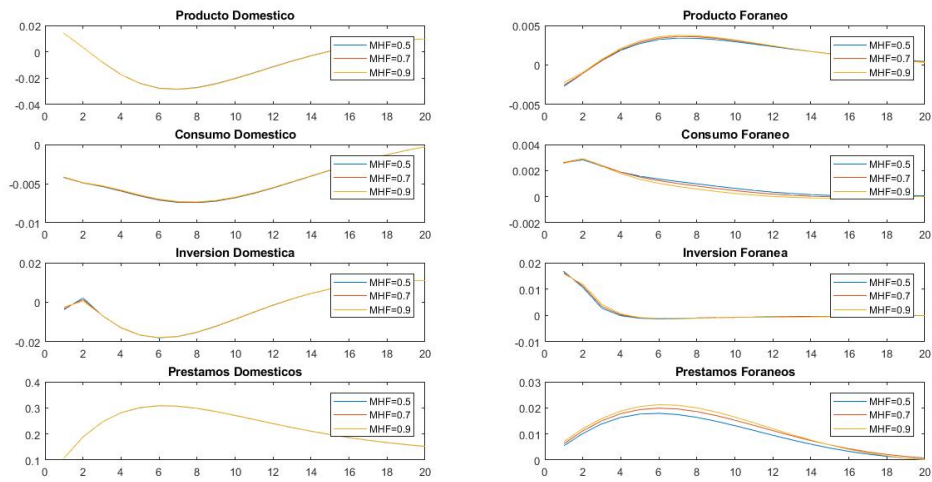 Producto Domestico
0.02
0
-0.02
-0.04
MHF=0.5
MHF=0.7
MHF=0.9
0 2 4 6 8 10 12 14 16 18 20
Producto Foraneo
0.005
0
-0.005
MHF=0.5
MHF=0.7
MHF=0.9
0 2 4 6 8 10 12 14 16 18 20
Consumo Domestico
0
-0.005
-0.01
MHF=0.5
MHF=0.7
MHF=0.9
0 2 4 6 8 10 12 14 16 18 20
Consumo Foraneo
0.004
0.002
0
-0.002
MHF=0.5
MHF=0.7
MHF=0.9
0 2 4 6 8 10 12 14 16 18 20
Inversion Domestica
0.02
0
-0.02
MHF=0.5
MHF=0.7
MHF=0.9
0 2 4 6 8 10 12 14 16 18 20
Inversion Foranea
0.02
0.01
0
-0.01
MHF=0.5
MHF=0.7
MHF=0.9
0 2 4 6 8 10 12 14 16 18 20
Prestamos Domesticos
0.4
0.3
0.2
0.1
MHF=0.5
MHF=0.7
MHF=0.9
0 2 4 6 8 10 12 14 16 18 20
Prestamos Foraneos
0.03
0.02
0.01
0
MHF=0.5
MHF=0.7
MHF=0.9
0 2 4 6 8 10 12 14 16 18 20